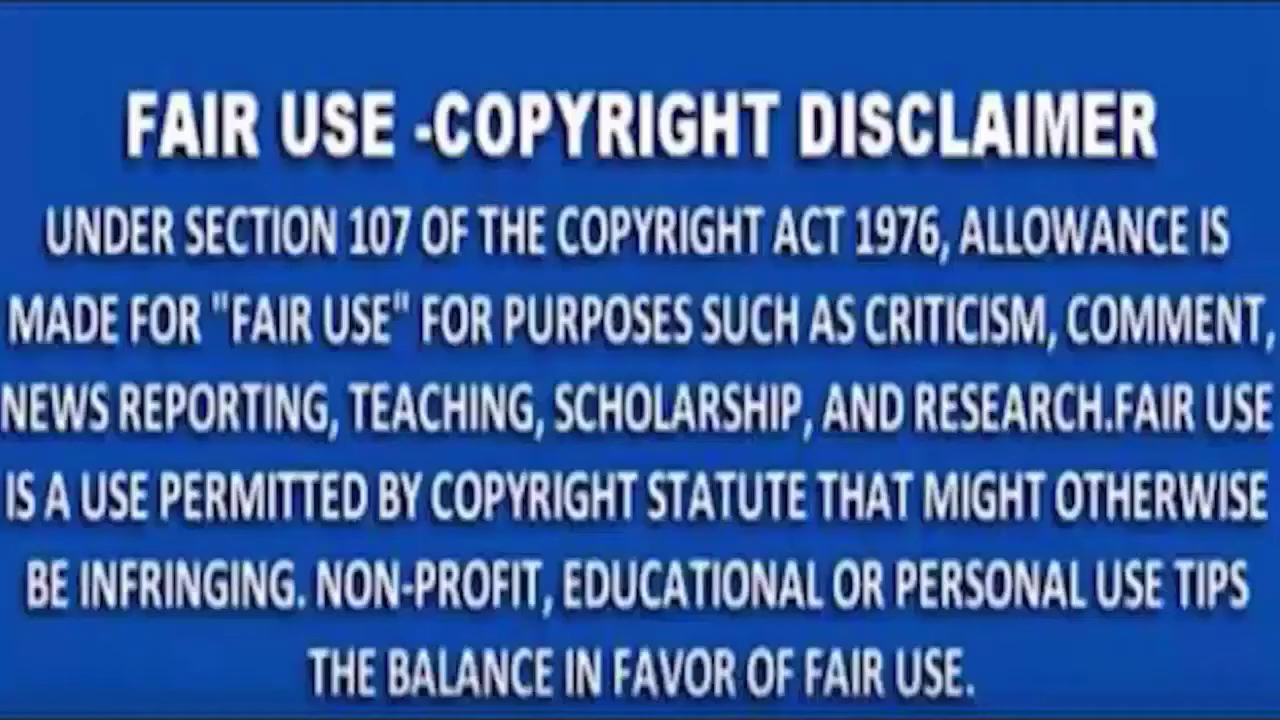 FAIR USE -COPYRIGHT DISCLAIMER
UNDER SECTION 107 OF THE COPYRIGHT ACT 1976, ALLOWANCE IS
MADE FOR "FAIR USE" FOR PURPOSES SUCH AS CRITICISM, COMMENT,
NEWS REPORTING, TEACHING, SCHOLARSHIP, AND RESEARCH.FAIR USE
IS A USE PERMITTED BY COPYRIGHT STATUTE THAT MIGHT OTHERWISE
BE INFRINGING. NON-PROFIT, EDUCATIONAL OR PERSONAL USE TIPS
THE BALANCE IN FAVOR OF FAIR USE.